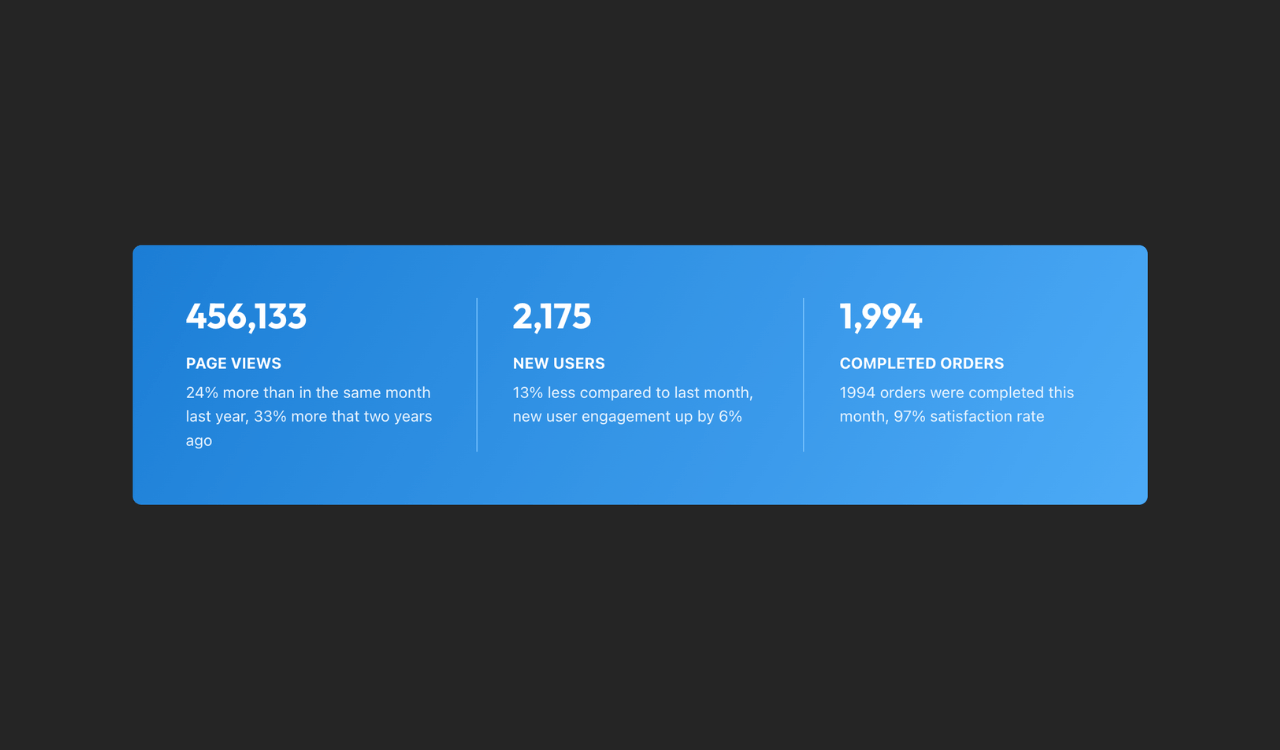 456,133
PAGE VIEWS
24% more than in the same month
last year, 33% more that two years
ago
2,175
NEW USERS
13% less compared to last month,
new user engagement up by 6%
1,994
COMPLETED ORDERS
1994 orders were completed this
month, 97% satisfaction rate